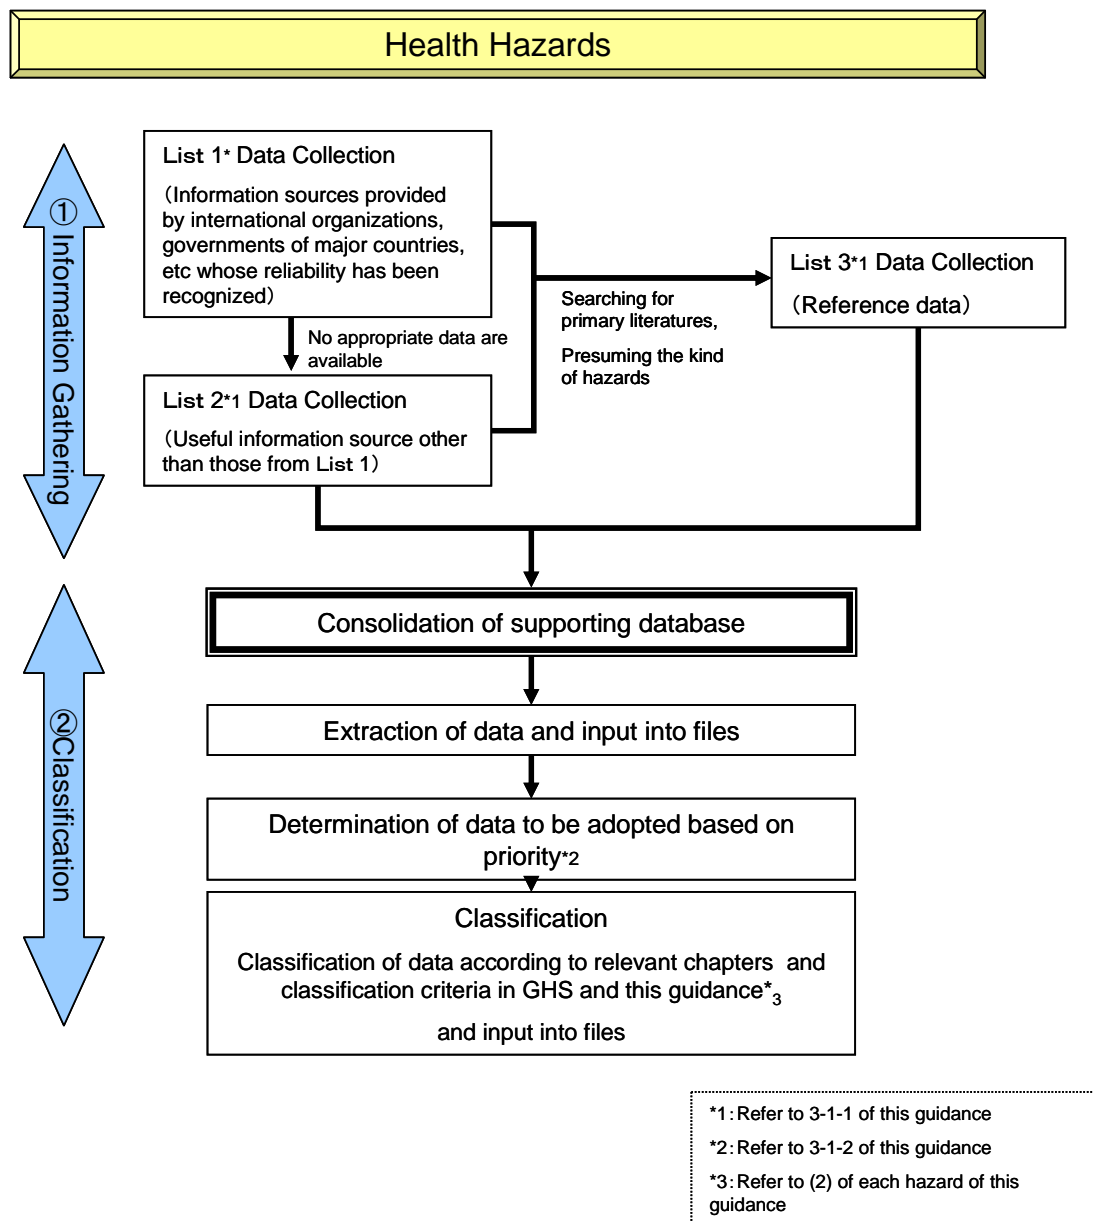 Health Hazards
① Information Gathering
List 1* Data Collection
（Information sources provided
by international organizations,
governments of major countries,
etc whose reliability has been
recognized）
No appropriate data are
available
List 2*1 Data Collection
（Useful information source other
than those from List 1）
Searching for
primary literatures,
Presuming the kind
of hazards
List 3*1 Data Collection
（Reference data）
②Classification
Consolidation of supporting database
Extraction of data and input into files
Determination of data to be adopted based on
priority*2
Classification
Classification of data according to relevant chapters and
classification criteria in GHS and this guidance*3
and input into files
*1：Refer to 3-1-1 of this guidance
*2：Refer to 3-1-2 of this guidance
*3：Refer to (2) of each hazard of this
guidance